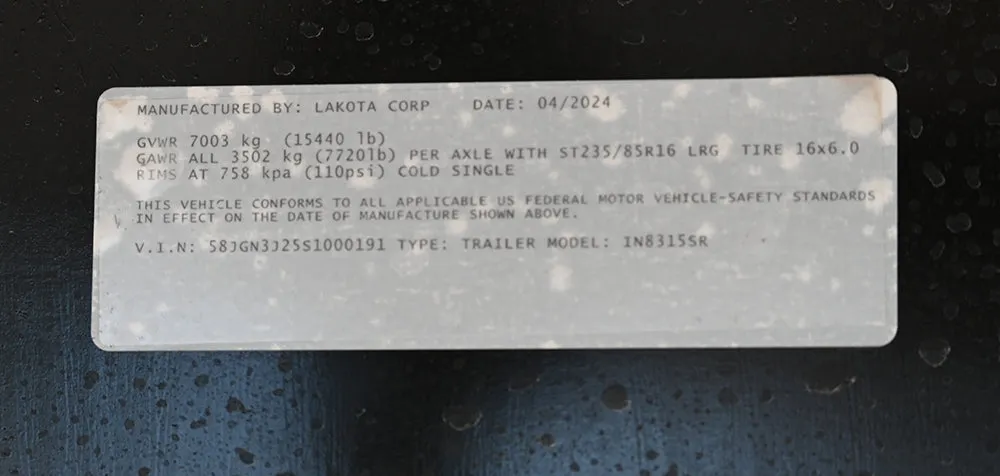 MANUFACTURED BY: LAKOTA CORP DATE: 04/2024
GVWR 7003 kg (15440 lb)
GAWR ALL 3502 kg (7720lb) PER AXLE WITH ST235/85R16 LRG TIRE 16x6.0
RIMS AT 758 kpa (110psi) COLD SINGLE
THIS VEHICLE CONFORMS TO ALL APPLICABLE US FEDERAL MOTOR VEHICLE-SAFETY STANDARDS
IN EFFECT ON THE DATE OF MANUFACTURE SHOWN ABOVE.
V.I.N: 58JGN3J25S1000191 TYPE: TRAILER MODEL: IN8315SR